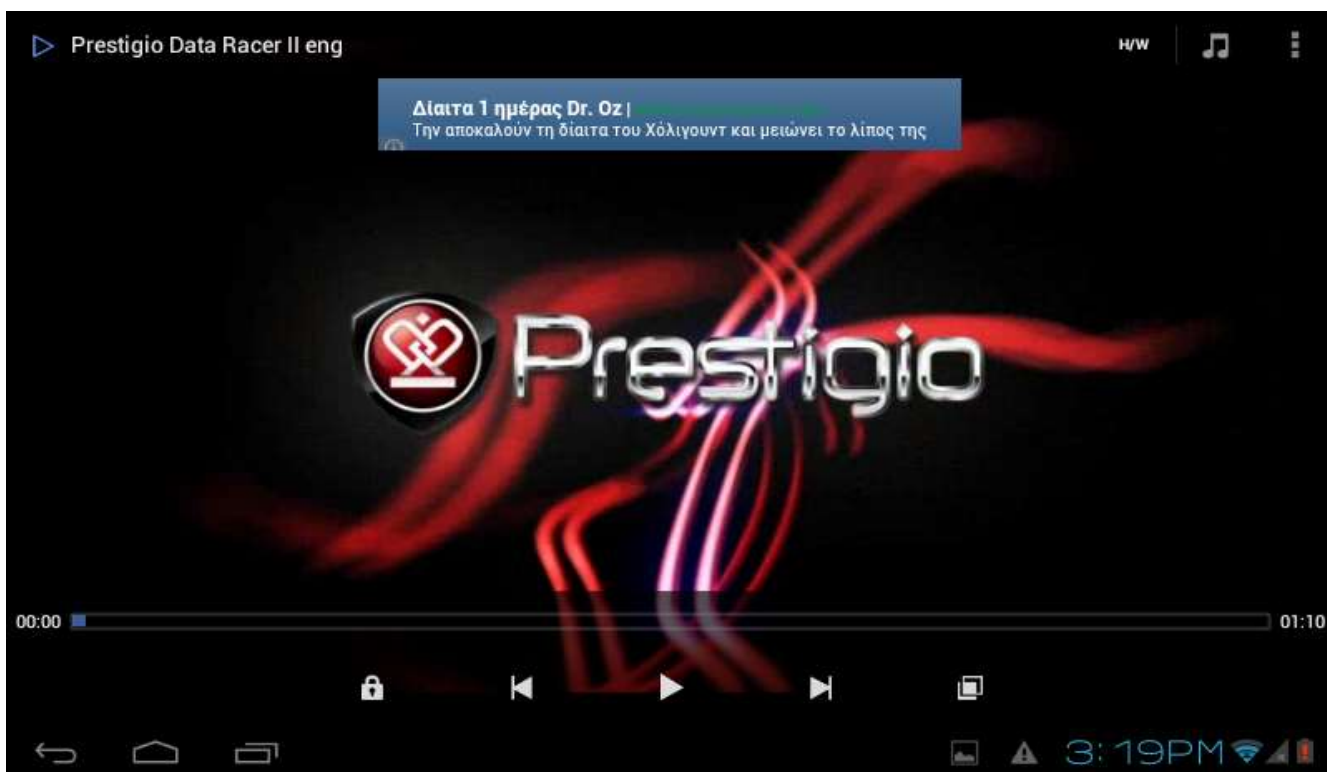 Prestigio Data Racer II eng
H/W
Δίαιτα 1 ημέρας Dr. Oz |
Την αποκαλούν τη δίαιτα του Χόλιγουντ και μειώνει το λίπος της
Prestigio
00:00
01:10
3:19PM